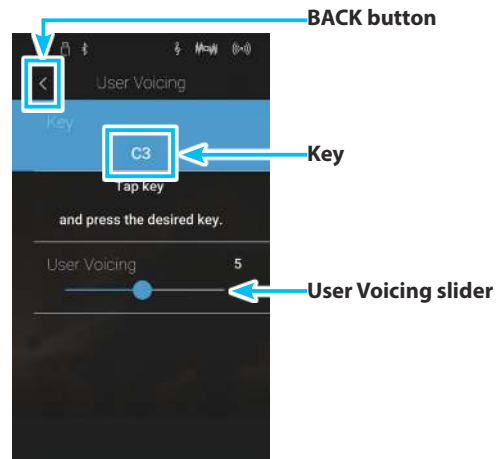 BACK button
User Voicing
Key
C3
Key
Tap key
and press the desired key.
User Voicing 5
User Voicing slider